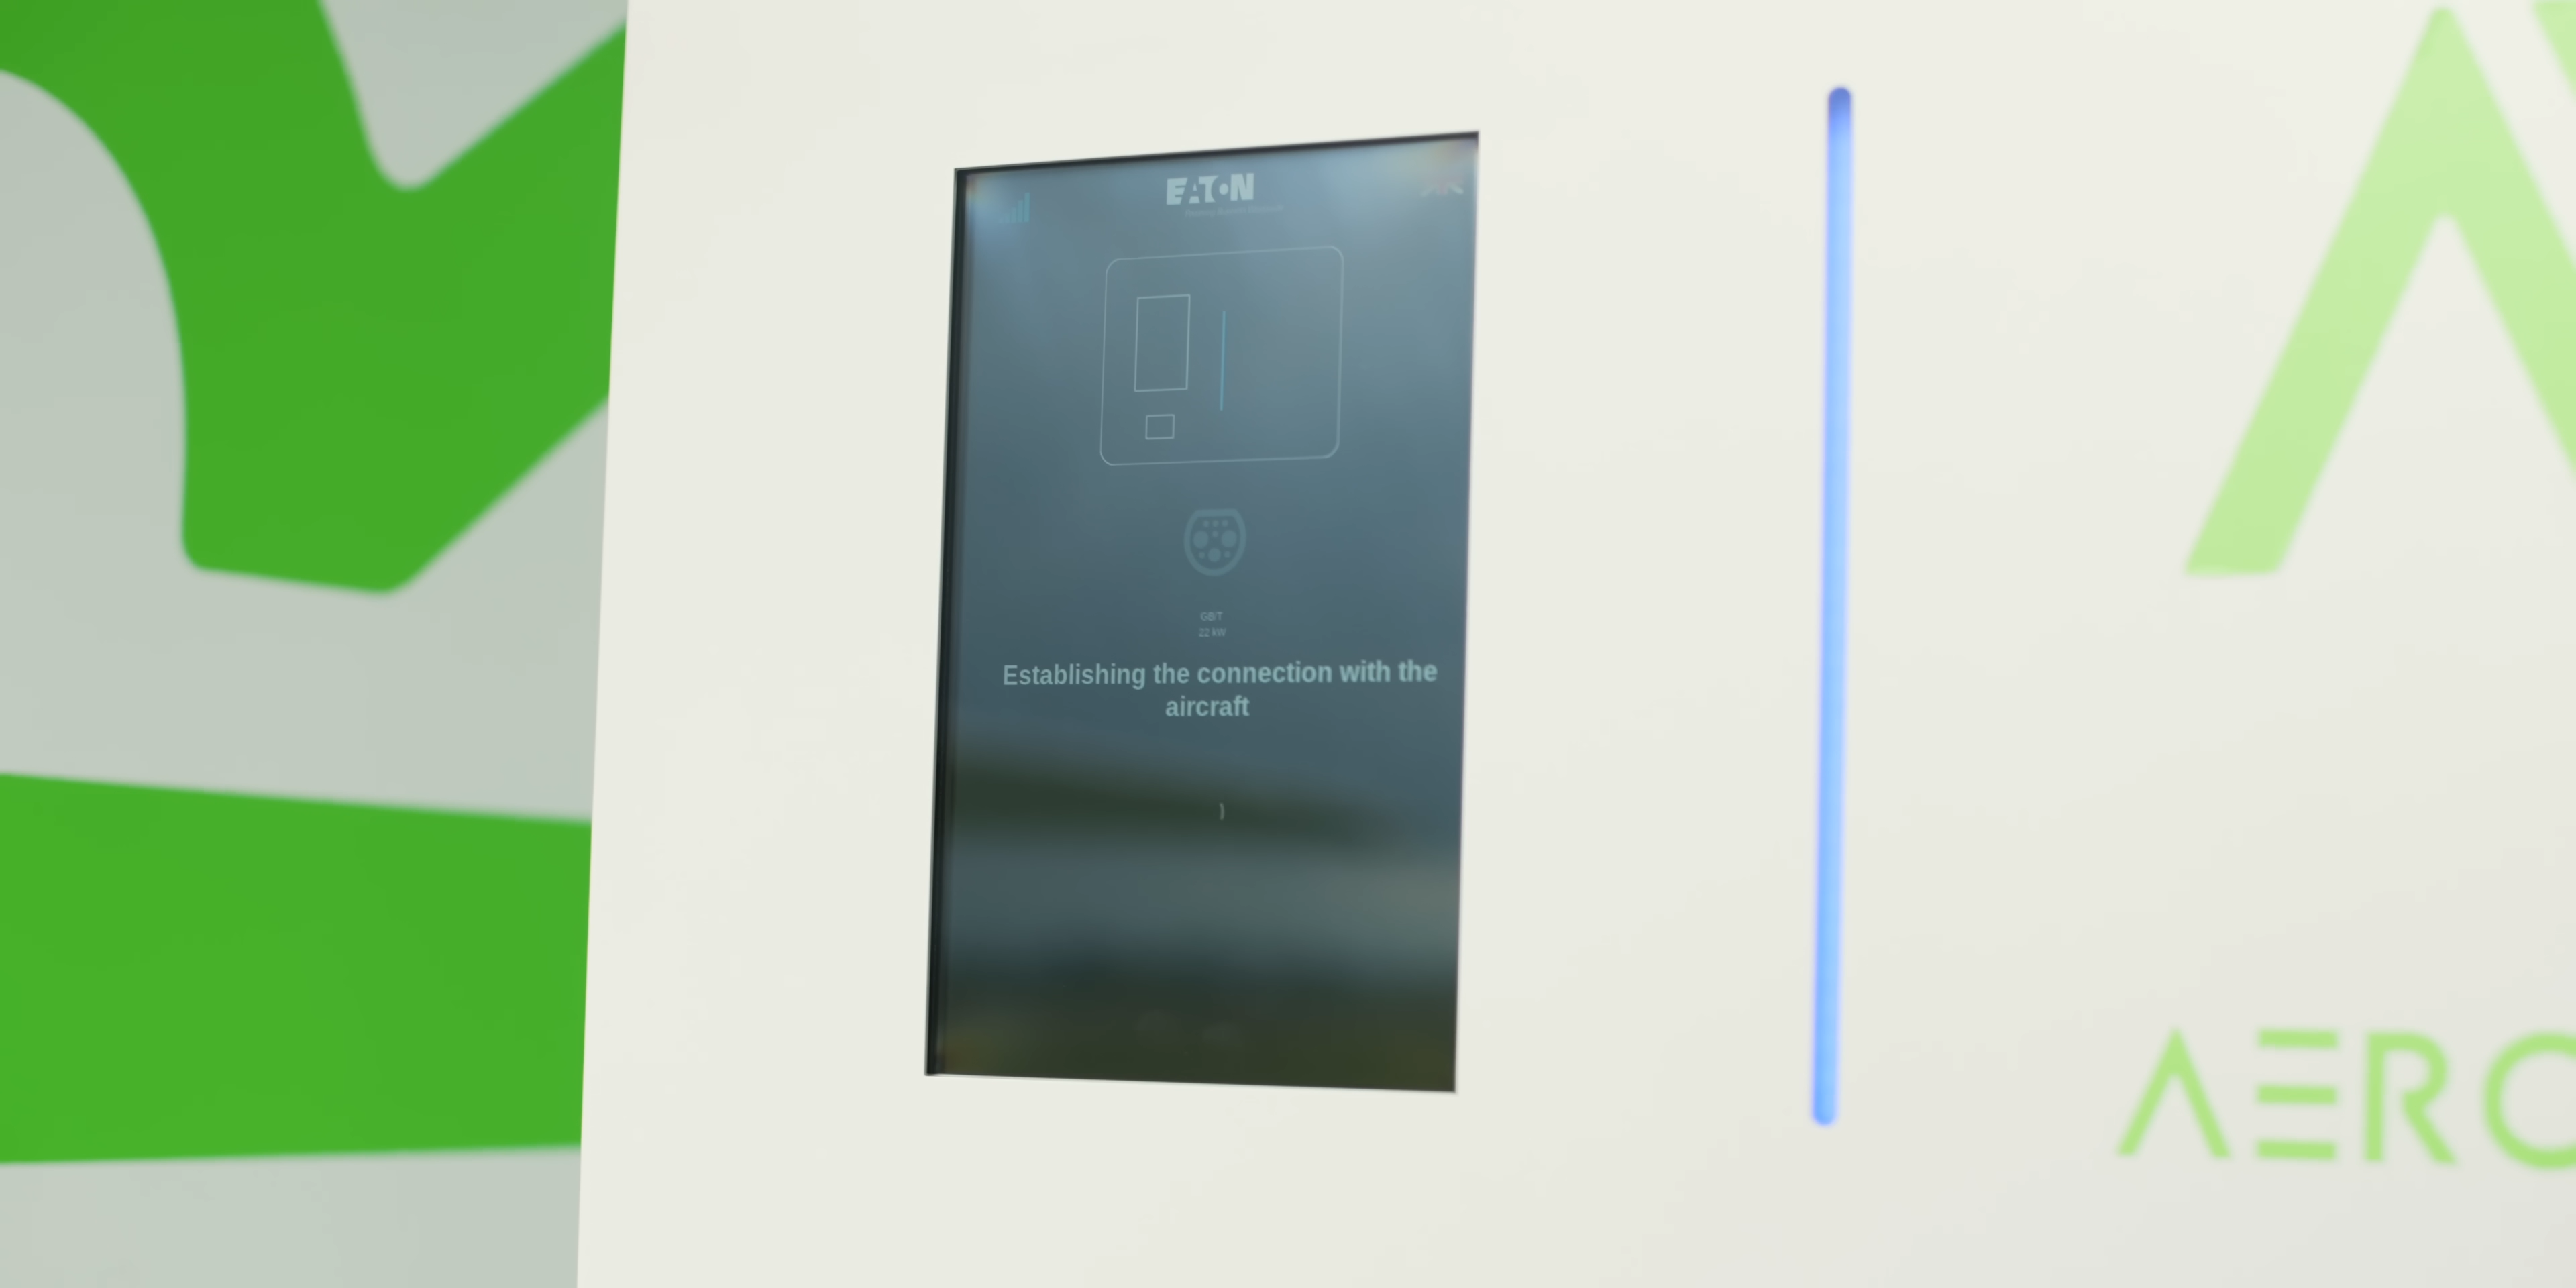 EATON
GB/T
22 kW
Establishing the connection with the
aircraft
AERO